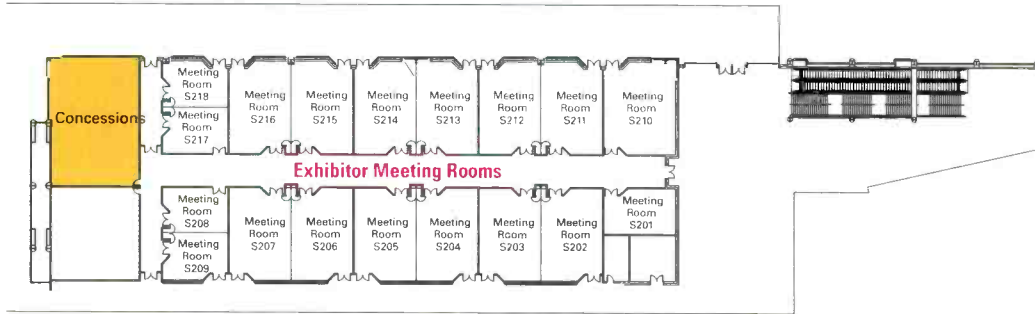 Meeting
Room
S218
Meeting
Room
S217
Concessions
Meeting
Room
S216
Meeting
Room
S215
Meeting
Room
S214
Meeting
Room
S213
Meeting
Room
S212
Meeting
Room
S211
Meeting
Room
S210
Exhibitor Meeting Rooms
Meeting
Room
S208
Meeting
Room
S209
Meeting
Room
S207
Meeting
Room
S206
Meeting
Room
S205
Meeting
Room
S204
Meeting
Room
S203
Meeting
Room
S202
Meeting
Room
S201